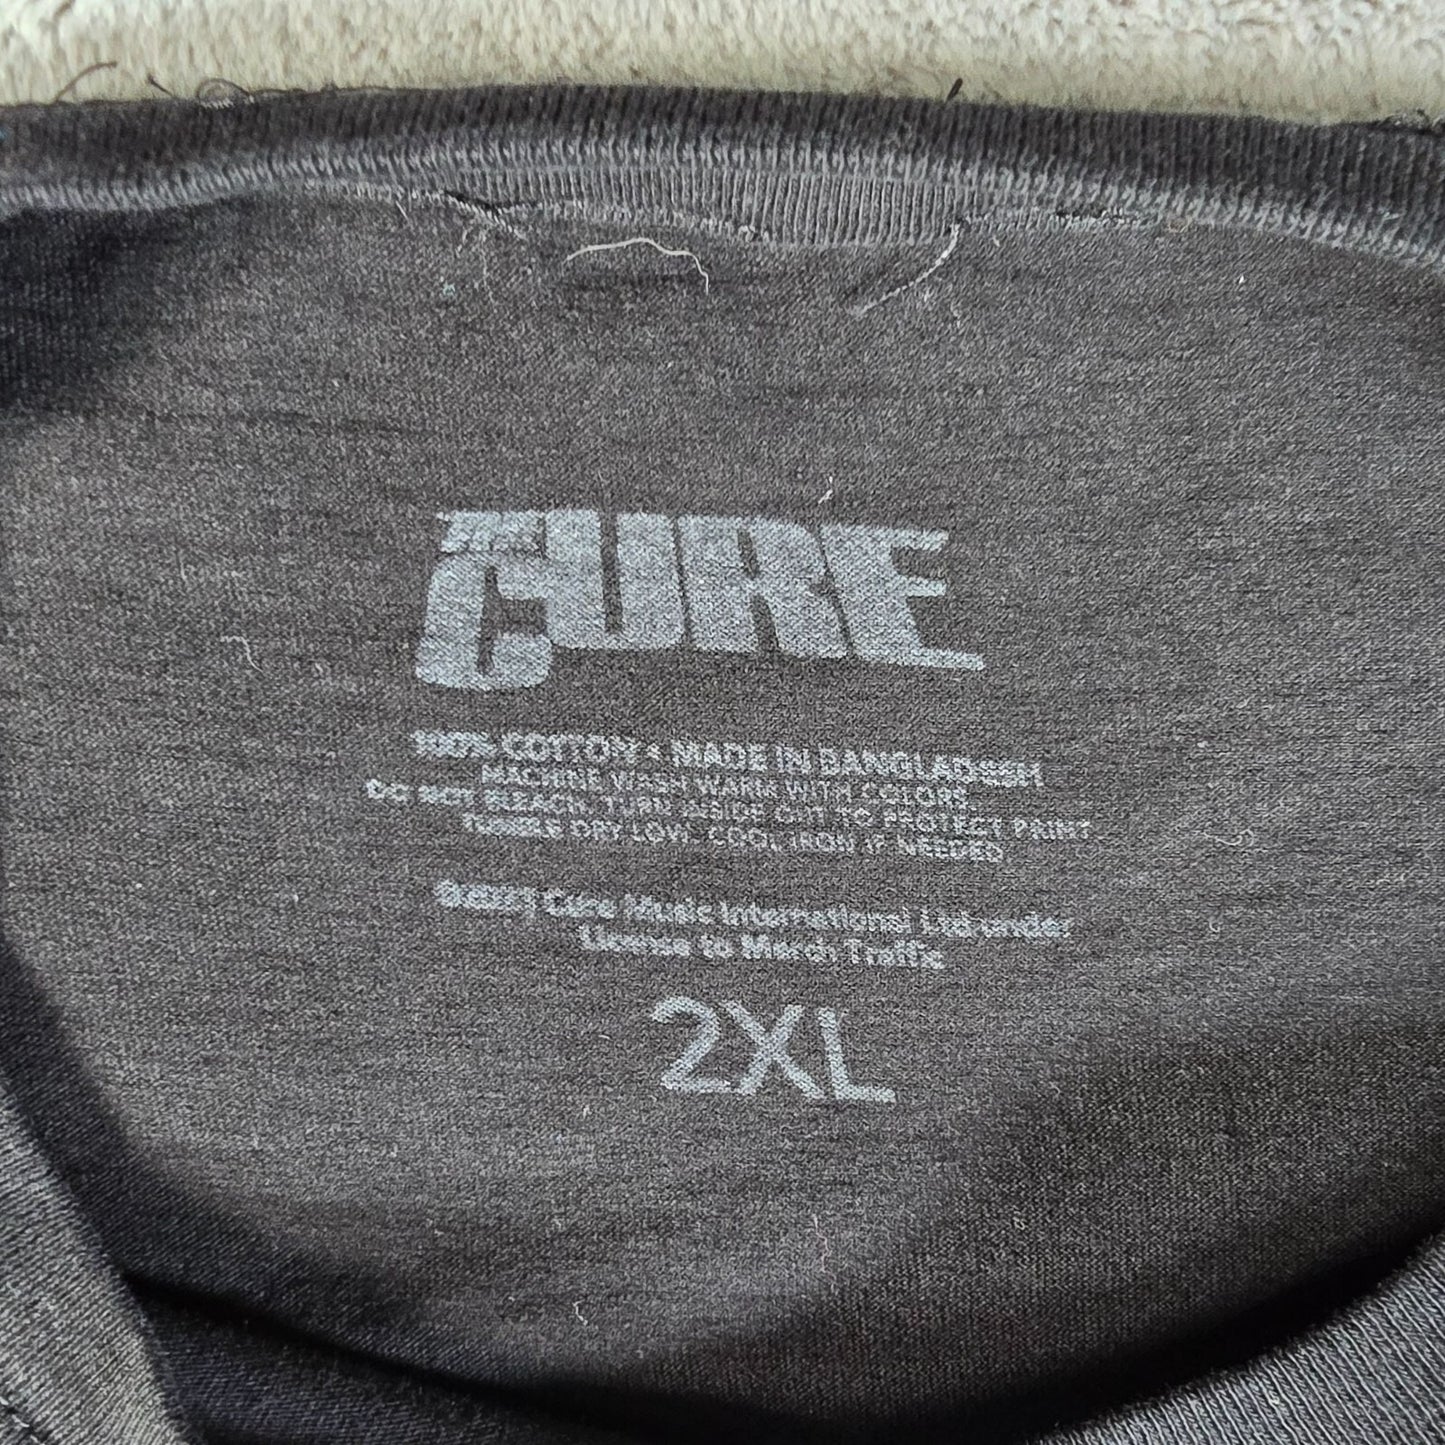 THE CURE
100% COTTON • MADE IN BANGLADESH
MACHINE WASH WARM WITH COLORS.
DO NOT BLEACH. TURN INSIDE OUT TO PROTECT PRINT.
TUMBLE DRY LOW. COOL IRON IF NEEDED
Cure Music International Ltd under
License to Merch Traffic
2XL